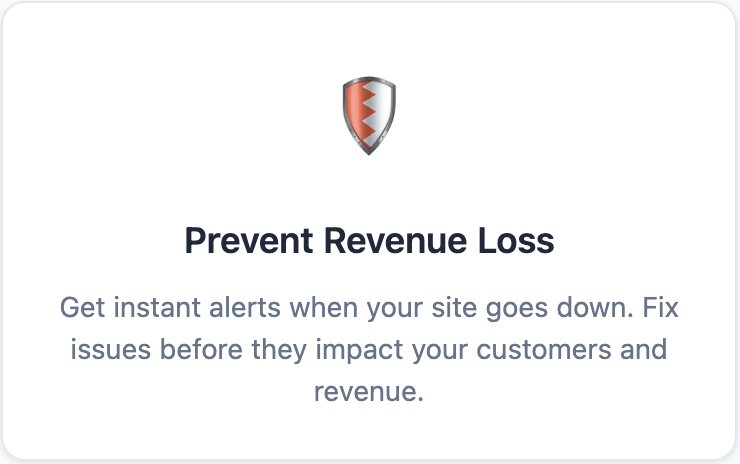 Prevent Revenue Loss
Get instant alerts when your site goes down. Fix
issues before they impact your customers and
revenue.